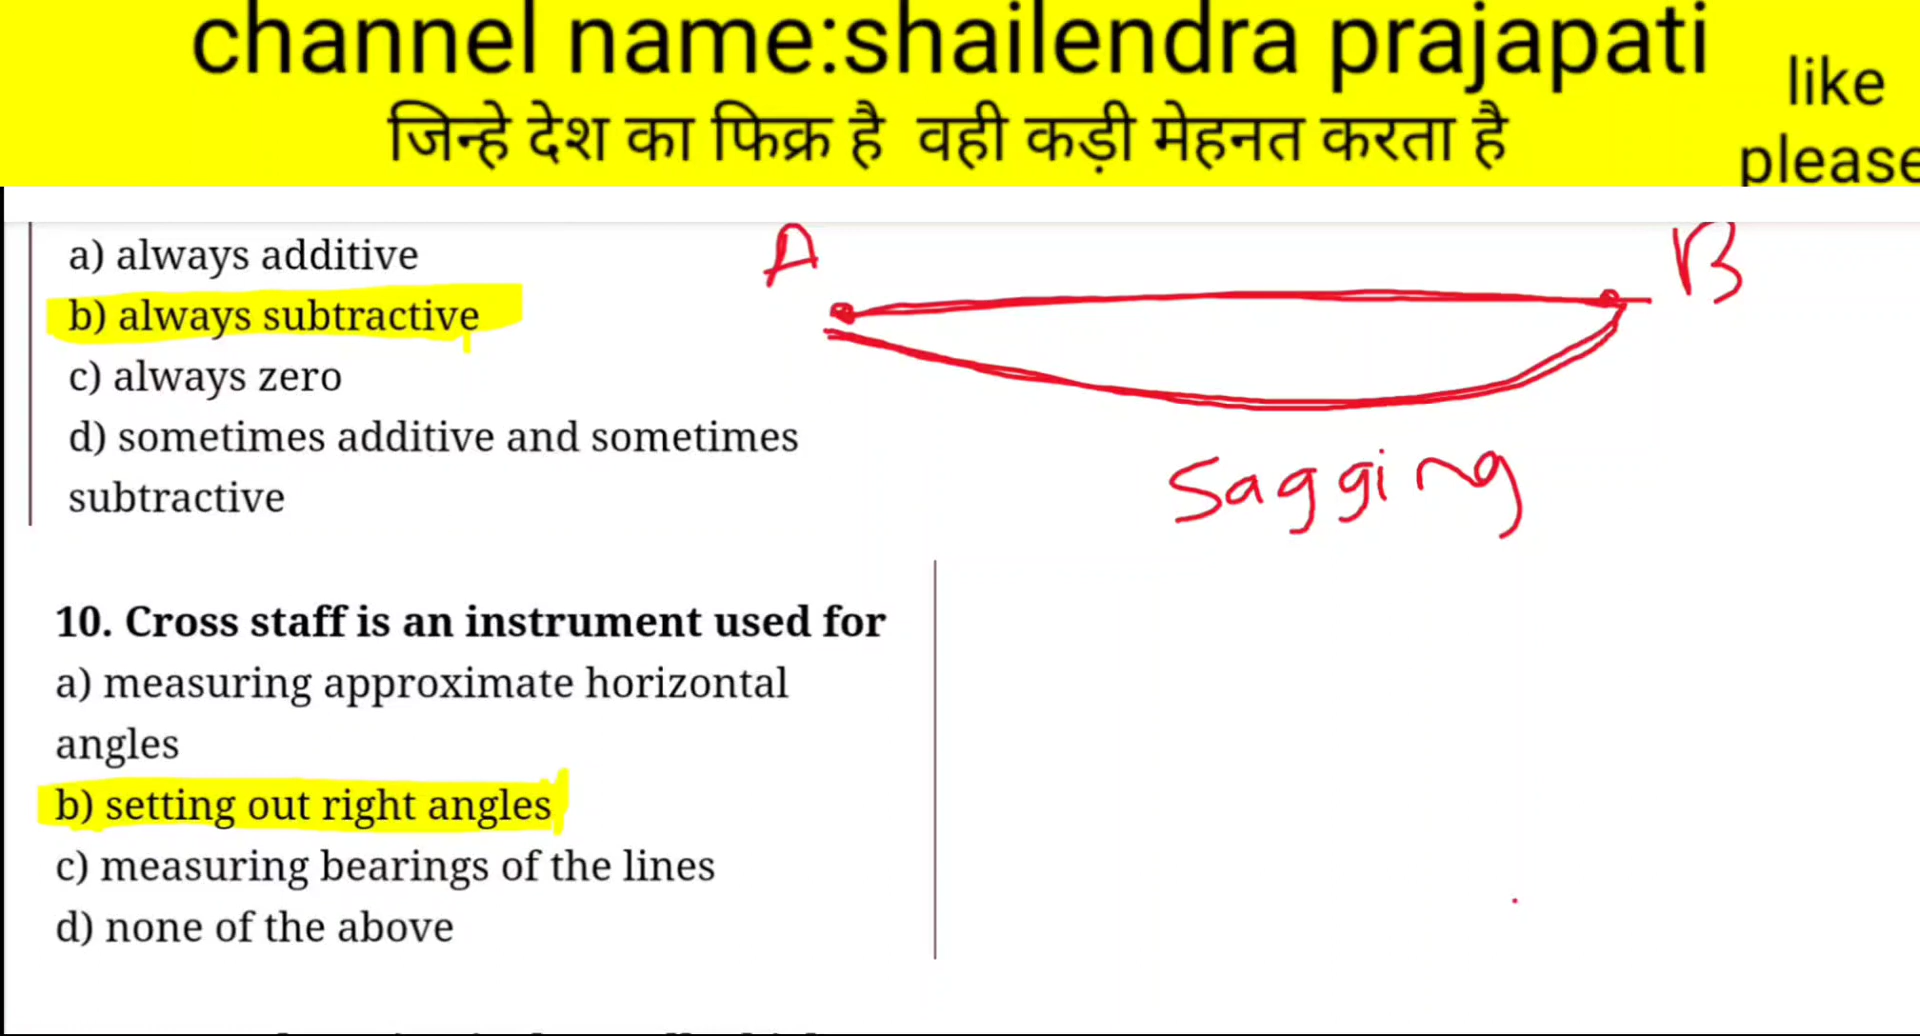 channel name:shailendra prajapati
like
जिन्हे देश का फिक्र है वही कड़ी मेहनत करता है
please
A
B
a) always additive
b) always subtractive
c) always zero
d) sometimes additive and sometimes
subtractive
Sagging
10. Cross staff is an instrument used for
a) measuring approximate horizontal
angles
b) setting out right angles
c) measuring bearings of the lines
d) none of the above